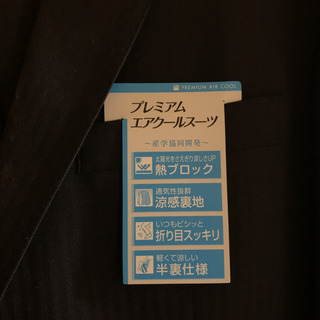 PREMIUM AIR COOL
プレミアム
エアクールスーツ
～産学協同開発～
太陽光をさえぎり涼しさUP
熱ブロック
通気性抜群
涼感裏地
いつもビシッと
折り目スッキリ
軽くて涼しい
半裏仕様